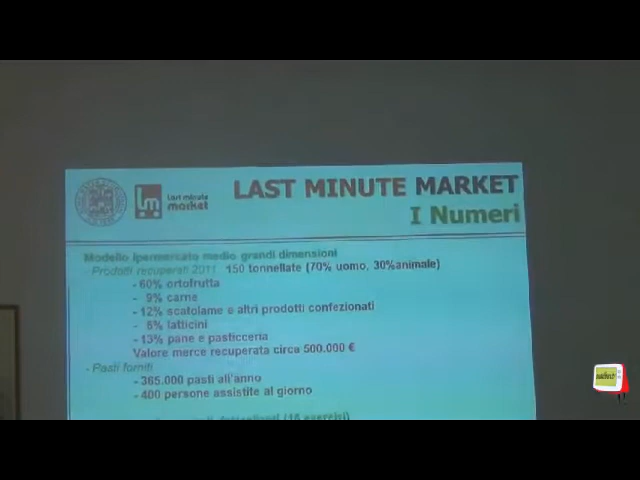 Last minute
market
LAST MINUTE MARKET
I Numeri
Modello ipermercato medio grandi dimensioni
- Prodotti recuperati 2011 150 tonnellate (70% uomo, 30%animale)
- 60% ortofrutta
- 9% carne
- 12% scatolame e altri prodotti confezionati
- 6% latticini
- 13% pane e pasticceria
Valore merce recuperata circa 500.000 €
- Pasti forniti
- 365.000 pasti all'anno
- 400 persone assistite al giorno
(16 esercizi)